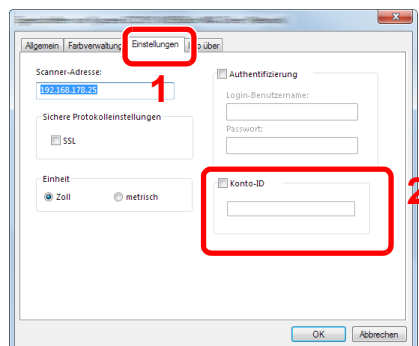 Allgemein Farbverwaltung Einstellungen über
Scanner-Adresse:
192.168.178.25
1
Authentifizierung
Login-Benutzername:
Passwort:
Sichere Protokolleinstellungen
SSL
Einheit
Zoll metrisch
Konto-ID
2
OK Abbrechen